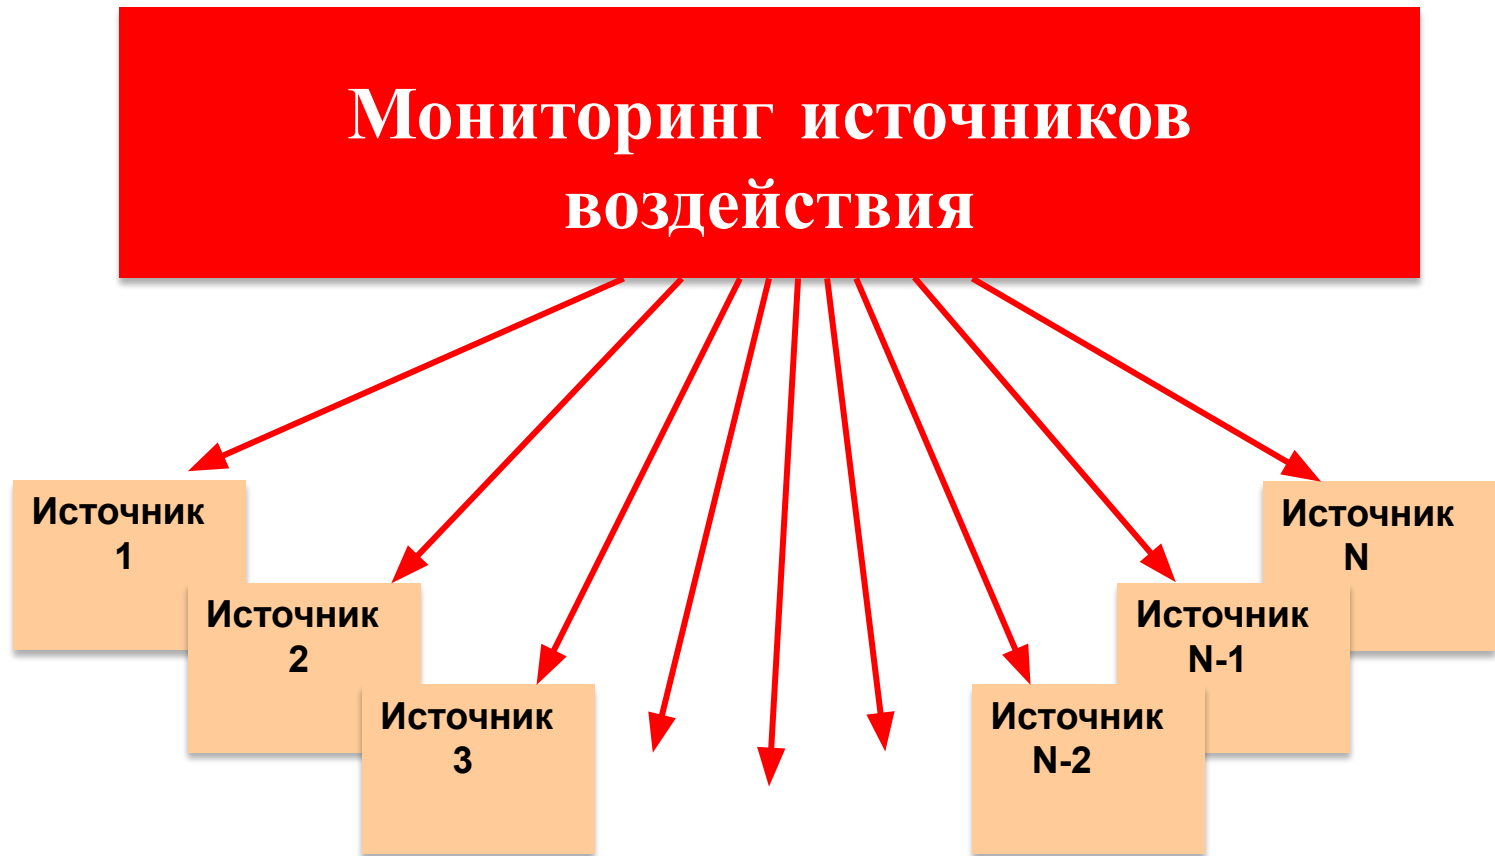 Мониторинг источников
воздействия
Источник
1
Источник
2
Источник
3
Источник
N-2
Источник
N-1
Источник
N